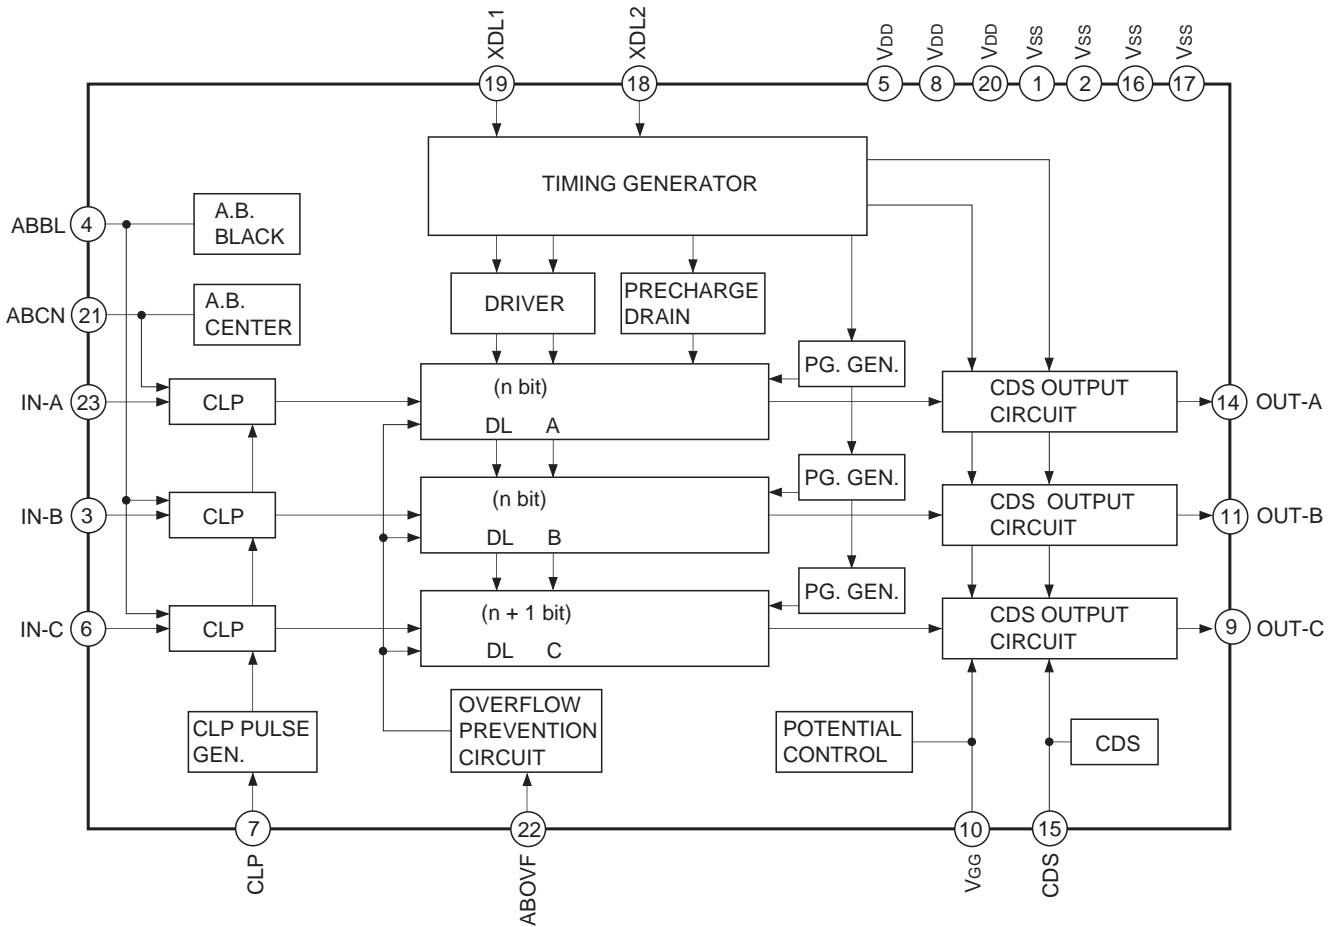 XDL1
XDL2
VDD
VDD
VDD
VSS
VSS
VSS
VSS
19
18
5
8
20
1
2
16
17
TIMING GENERATOR
ABBL
4
A.B.
BLACK
ABCN
21
A.B.
CENTER
DRIVER
PRECHARGE
DRAIN
PG. GEN.
IN-A
23
CLP
(n bit)
DL A
CDS OUTPUT
CIRCUIT
14
OUT-A
PG. GEN.
IN-B
3
CLP
(n bit)
DL B
CDS OUTPUT
CIRCUIT
11
OUT-B
PG. GEN.
IN-C
6
CLP
(n + 1 bit)
DL C
CDS OUTPUT
CIRCUIT
9
OUT-C
CLP PULSE
GEN.
OVERFLOW
PREVENTION
CIRCUIT
POTENTIAL
CONTROL
CDS
7
22
10
15
CLP
ABOVF
VGG
CDS